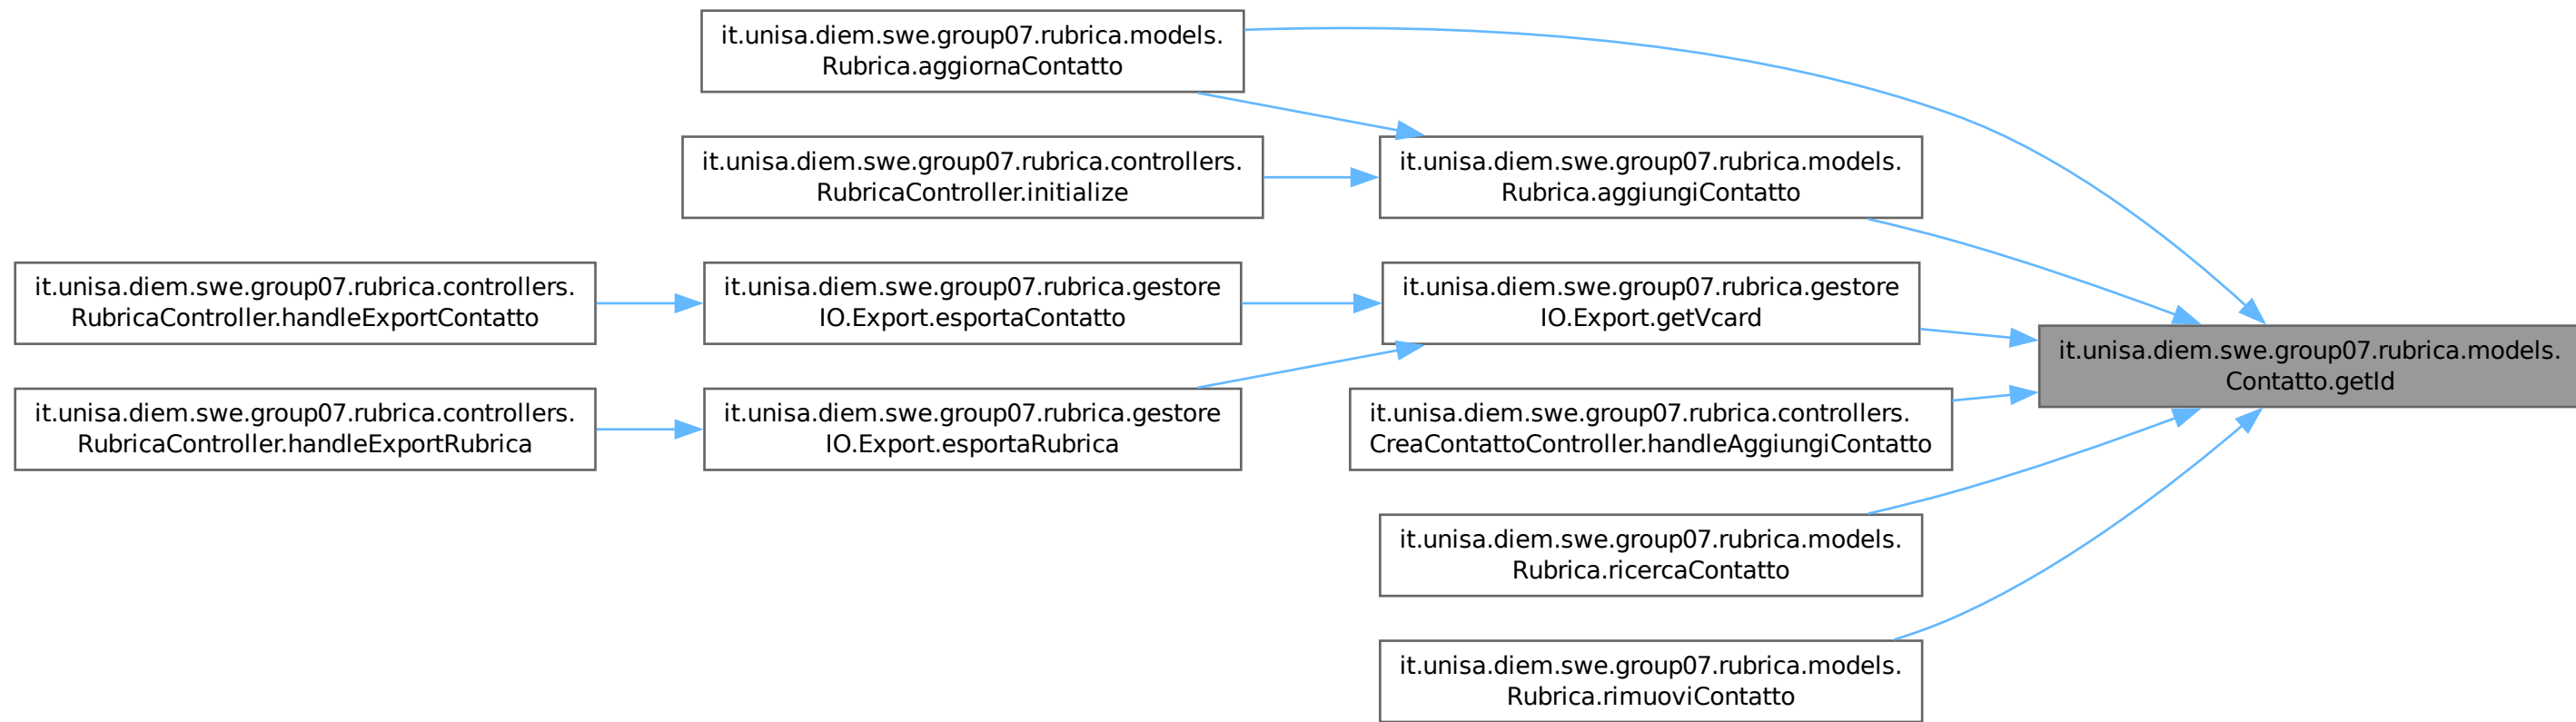 it.unisa.diem.swe.group07.rubrica.models.
Rubrica.aggiornaContatto
it.unisa.diem.swe.group07.rubrica.controllers.
RubricaController.initialize
it.unisa.diem.swe.group07.rubrica.models.
Rubrica.aggiungiContatto
it.unisa.diem.swe.group07.rubrica.controllers.
RubricaController.handleExportContatto
it.unisa.diem.swe.group07.rubrica.gestore
IO.Export.esportaContatto
it.unisa.diem.swe.group07.rubrica.gestore
IO.Export.getVcard
it.unisa.diem.swe.group07.rubrica.models.
Contatto.getId
it.unisa.diem.swe.group07.rubrica.controllers.
RubricaController.handleExportRubrica
it.unisa.diem.swe.group07.rubrica.gestore
IO.Export.esportaRubrica
it.unisa.diem.swe.group07.rubrica.controllers.
CreaContattoController.handleAggiungiContatto
it.unisa.diem.swe.group07.rubrica.models.
Rubrica.ricercaContatto
it.unisa.diem.swe.group07.rubrica.models.
Rubrica.rimuoviContatto